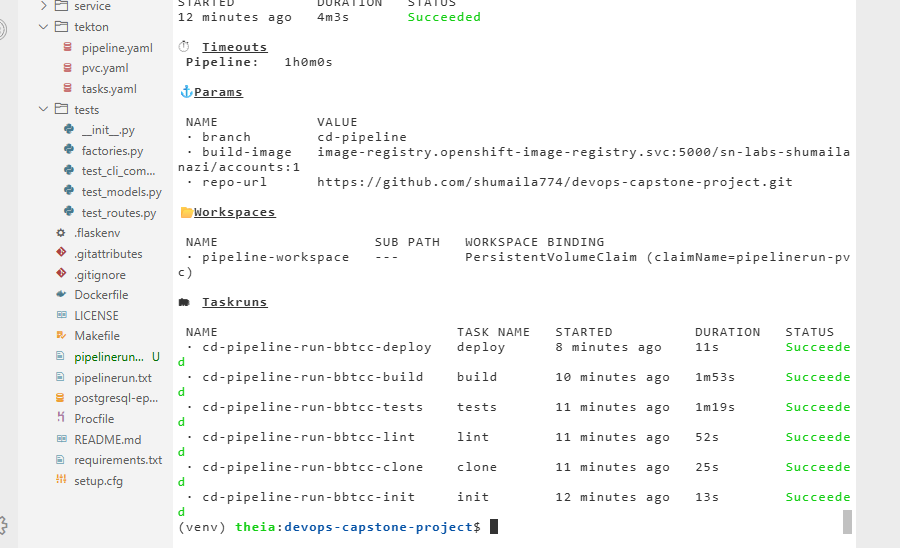 service
tekton
pipeline.yaml
pvc.yaml
tasks.yaml
tests
__init__.py
factories.py
test_cli_com...
test_models.py
test_routes.py
.flaskenv
.gitattributes
.gitignore
Dockerfile
LICENSE
Makefile
pipelinerun... U
pipelinerun.txt
postgresql-ep...
Procfile
README.md
requirements.txt
setup.cfg
STARTED DURATION STATUS
12 minutes ago 4m3s Succeeded
Timeouts
Pipeline: 1h0m0s
Params
NAME VALUE
· branch cd-pipeline
· build-image image-registry.openshift-image-registry.svc:5000/sn-labs-shumaila
nazi/accounts:1
· repo-url https://github.com/shumaila774/devops-capstone-project.git
Workspaces
NAME SUB PATH WORKSPACE BINDING
· pipeline-workspace --- PersistentVolumeClaim (claimName=pipelinerun-pv
c)
Taskruns
NAME TASK NAME STARTED DURATION STATUS
· cd-pipeline-run-bbtcc-deploy deploy 8 minutes ago 11s Succeede
d
· cd-pipeline-run-bbtcc-build build 10 minutes ago 1m53s Succeede
d
· cd-pipeline-run-bbtcc-tests tests 11 minutes ago 1m19s Succeede
d
· cd-pipeline-run-bbtcc-lint lint 11 minutes ago 52s Succeede
d
· cd-pipeline-run-bbtcc-clone clone 11 minutes ago 25s Succeede
d
· cd-pipeline-run-bbtcc-init init 12 minutes ago 13s Succeede
d
(venv) theia:devops-capstone-project$